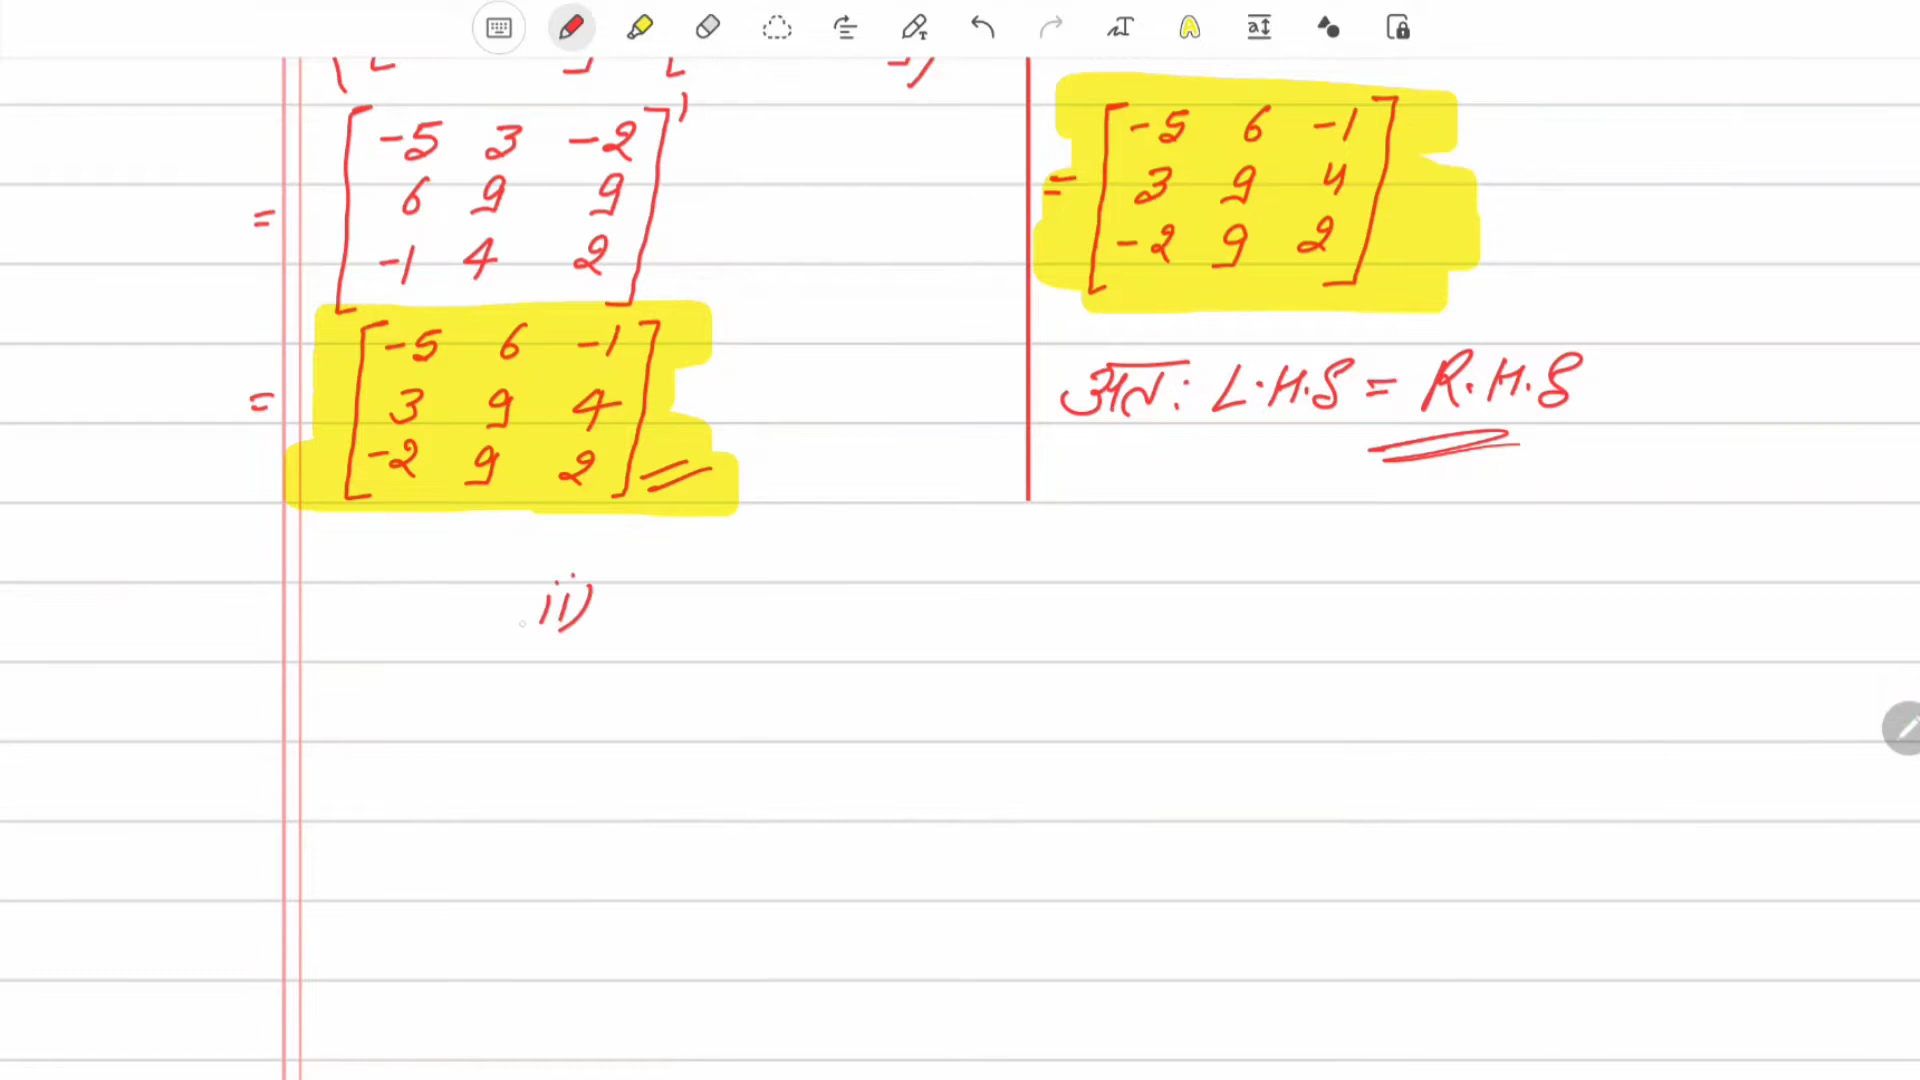 = [-5 3 -2
6 9 9
-1 4 2]'
= [-5 6 -1
3 9 4
-2 9 2]
= [-5 6 -1
3 9 4
-2 9 2]
अतः L.H.S = R.H.S
ii)